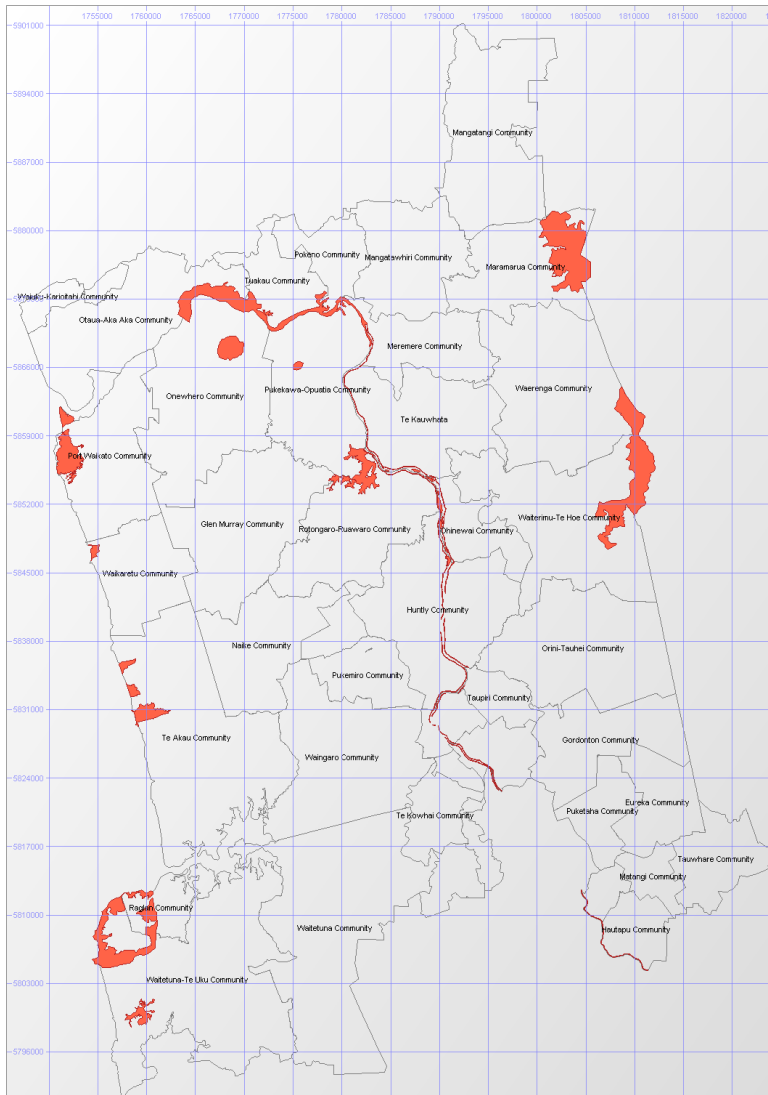 1755000 1760000 1765000 1770000 1775000 1780000 1785000 1790000 1795000 1800000 1805000 1810000 1815000 1820000
5901000
5894000
Mangatangi Community
5887000
5880000
Pokeno Community
Mangatawhiri Community
Maramarua Community
Tuakau Community
Waiuku-Karioitahi Community
Otaua-Aka Aka Community
Meremere Community
5866000
Waerenga Community
Pukekawa-Opuatia Community
Onewhero Community
Te Kauwhata
5859000
Port Waikato Community
5852000
Waiterimu-Te Hoe Community
Glen Murray Community
Rotongaro-Ruawaro Community
Ohinewai Community
5845000
Waikaretu Community
Huntly Community
5838000
Naike Community
Orini-Tauhei Community
Pukemiro Community
Taupiri Community
5831000
Te Akau Community
Gordonton Community
Waingaro Community
5824000
Eureka Community
Puketaha Community
Te Kowhai Community
5817000
Tauwhare Community
Matangi Community
Raglan Community
5810000
Waitetuna Community
Hautapu Community
Waitetuna-Te Uku Community
5803000
5796000